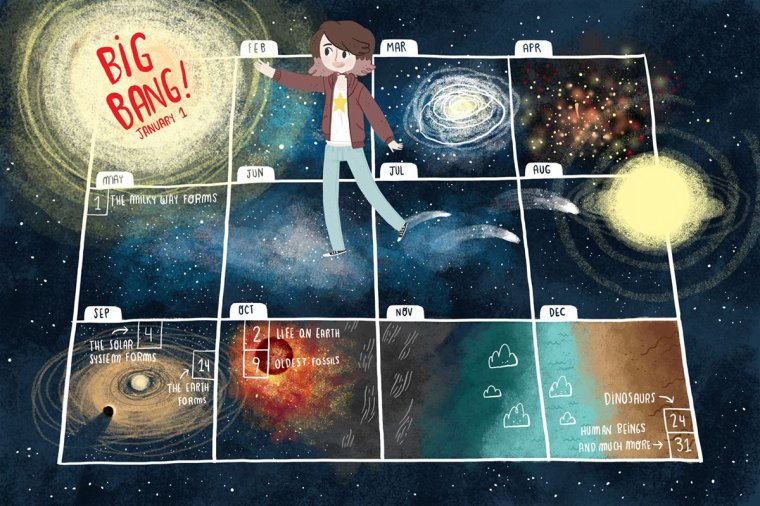 BIG
BANG!
JANUARY 1
FEB
MAR
APR
MAY
1 THE MILKY WAY FORMS
JUN
JUL
AUG
SEP
4
THE SOLAR
SYSTEM FORMS
14
THE EARTH
FORMS
OCT
2 LIFE ON EARTH
9 OLDEST FOSSILS
NOV
DEC
DINOSAURS
24
HUMAN BEINGS
AND MUCH MORE
31